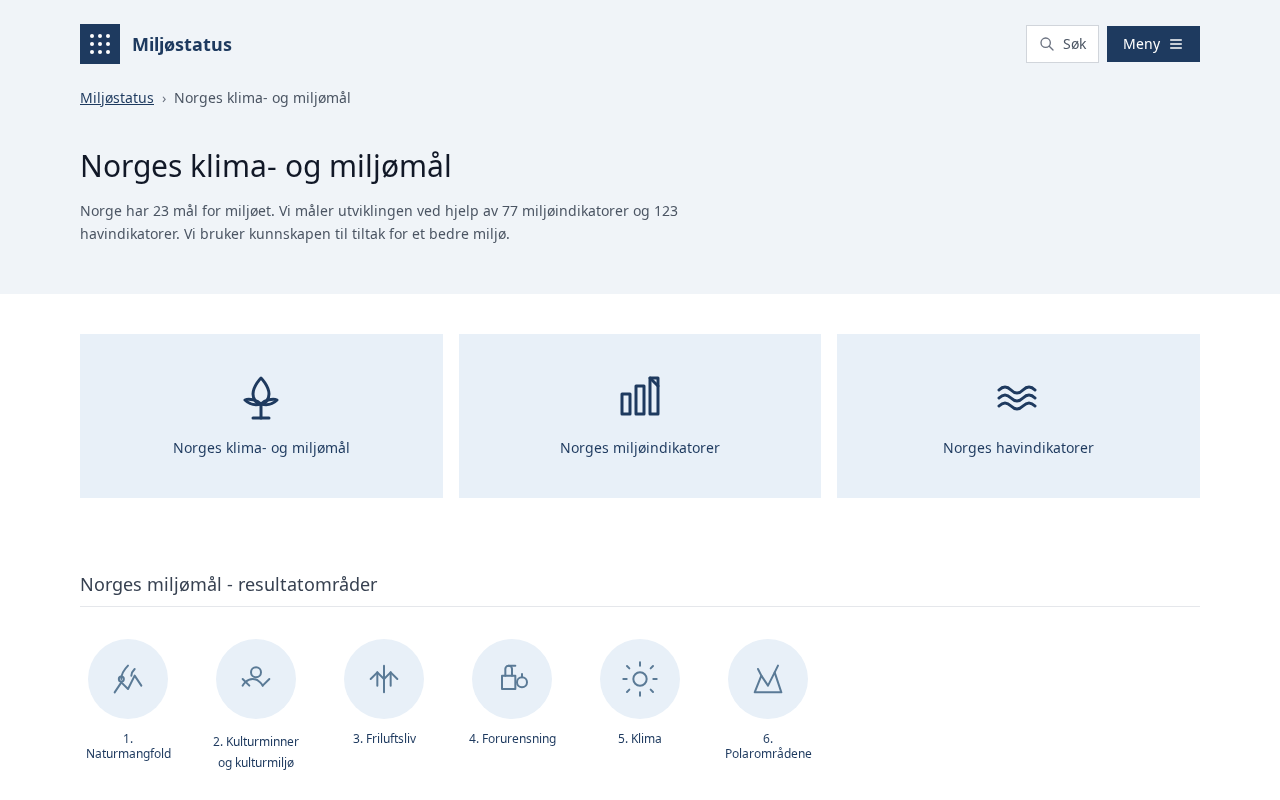 Miljøstatus
Søk
Meny
Miljøstatus › Norges klima- og miljømål
Norges klima- og miljømål
Norge har 23 mål for miljøet. Vi måler utviklingen ved hjelp av 77 miljøindikatorer og 123
havindikatorer. Vi bruker kunnskapen til tiltak for et bedre miljø.
Norges klima- og miljømål
Norges miljøindikatorer
Norges havindikatorer
Norges miljømål - resultatområder
1.
Naturmangfold
2. Kulturminner
og kulturmiljø
3. Friluftsliv
4. Forurensning
5. Klima
6.
Polarområdene